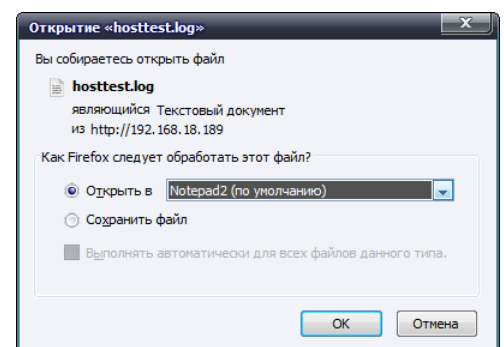 Открытие «hosttest.log»
Вы собираетесь открыть файл
hosttest.log
являющийся Текстовый документ
из http://192.168.18.189
Как Firefox следует обработать этот файл?
Открыть в Notepad2 (по умолчанию)
Сохранить файл
Выполнять автоматически для всех файлов данного типа.
OK Отмена